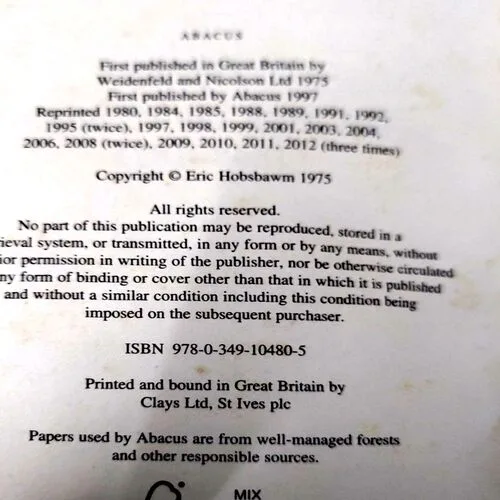 ABACUS
First published in Great Britain by
Weidenfeld and Nicolson Ltd 1975
First published by Abacus 1997
Reprinted 1980, 1984, 1985, 1988, 1989, 1991, 1992,
1995 (twice), 1997, 1998, 1999, 2001, 2003, 2004,
2006, 2008 (twice), 2009, 2010, 2011, 2012 (three times)
Copyright © Eric Hobsbawm 1975
All rights reserved.
No part of this publication may be reproduced, stored in a
ieval system, or transmitted, in any form or by any means, without
ior permission in writing of the publisher, nor be otherwise circulated
ny form of binding or cover other than that in which it is published
and without a similar condition including this condition being
imposed on the subsequent purchaser.
ISBN 978-0-349-10480-5
Printed and bound in Great Britain by
Clays Ltd, St Ives plc
Papers used by Abacus are from well-managed forests
and other responsible sources.
MIX